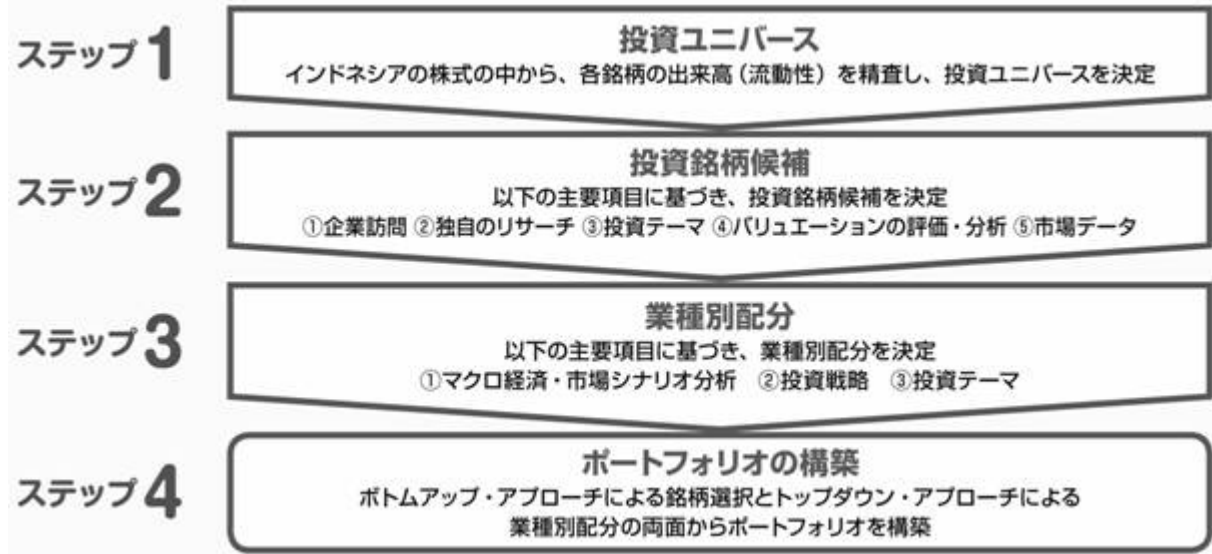 ステップ1
投資ユニバース
インドネシアの株式の中から、各銘柄の出来高（流動性）を精査し、投資ユニバースを決定
ステップ2
投資銘柄候補
以下の主要項目に基づき、投資銘柄候補を決定
①企業訪問 ②独自のリサーチ ③投資テーマ ④バリュエーションの評価・分析 ⑤市場データ
ステップ3
業種別配分
以下の主要項目に基づき、業種別配分を決定
①マクロ経済・市場シナリオ分析 ②投資戦略 ③投資テーマ
ステップ4
ポートフォリオの構築
ボトムアップ・アプローチによる銘柄選択とトップダウン・アプローチによる
業種別配分の両面からポートフォリオを構築